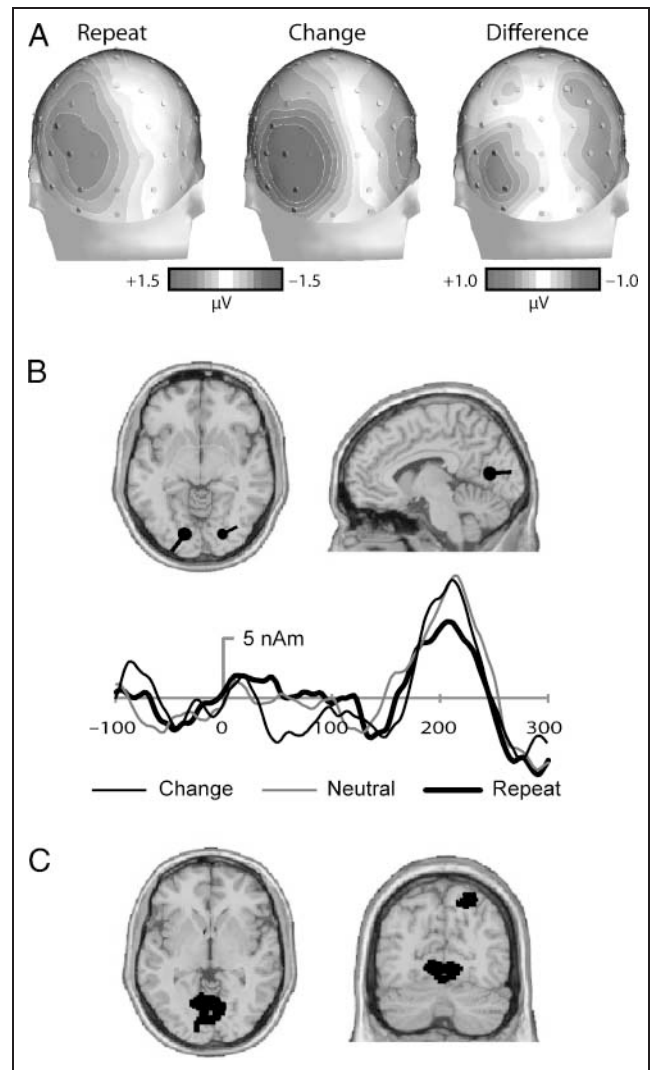 A
Repeat Change Difference
+1.5 −1.5 +1.0 −1.0
μV μV
B
5 nAm
−100 0 100 200 300
Change Neutral Repeat
C